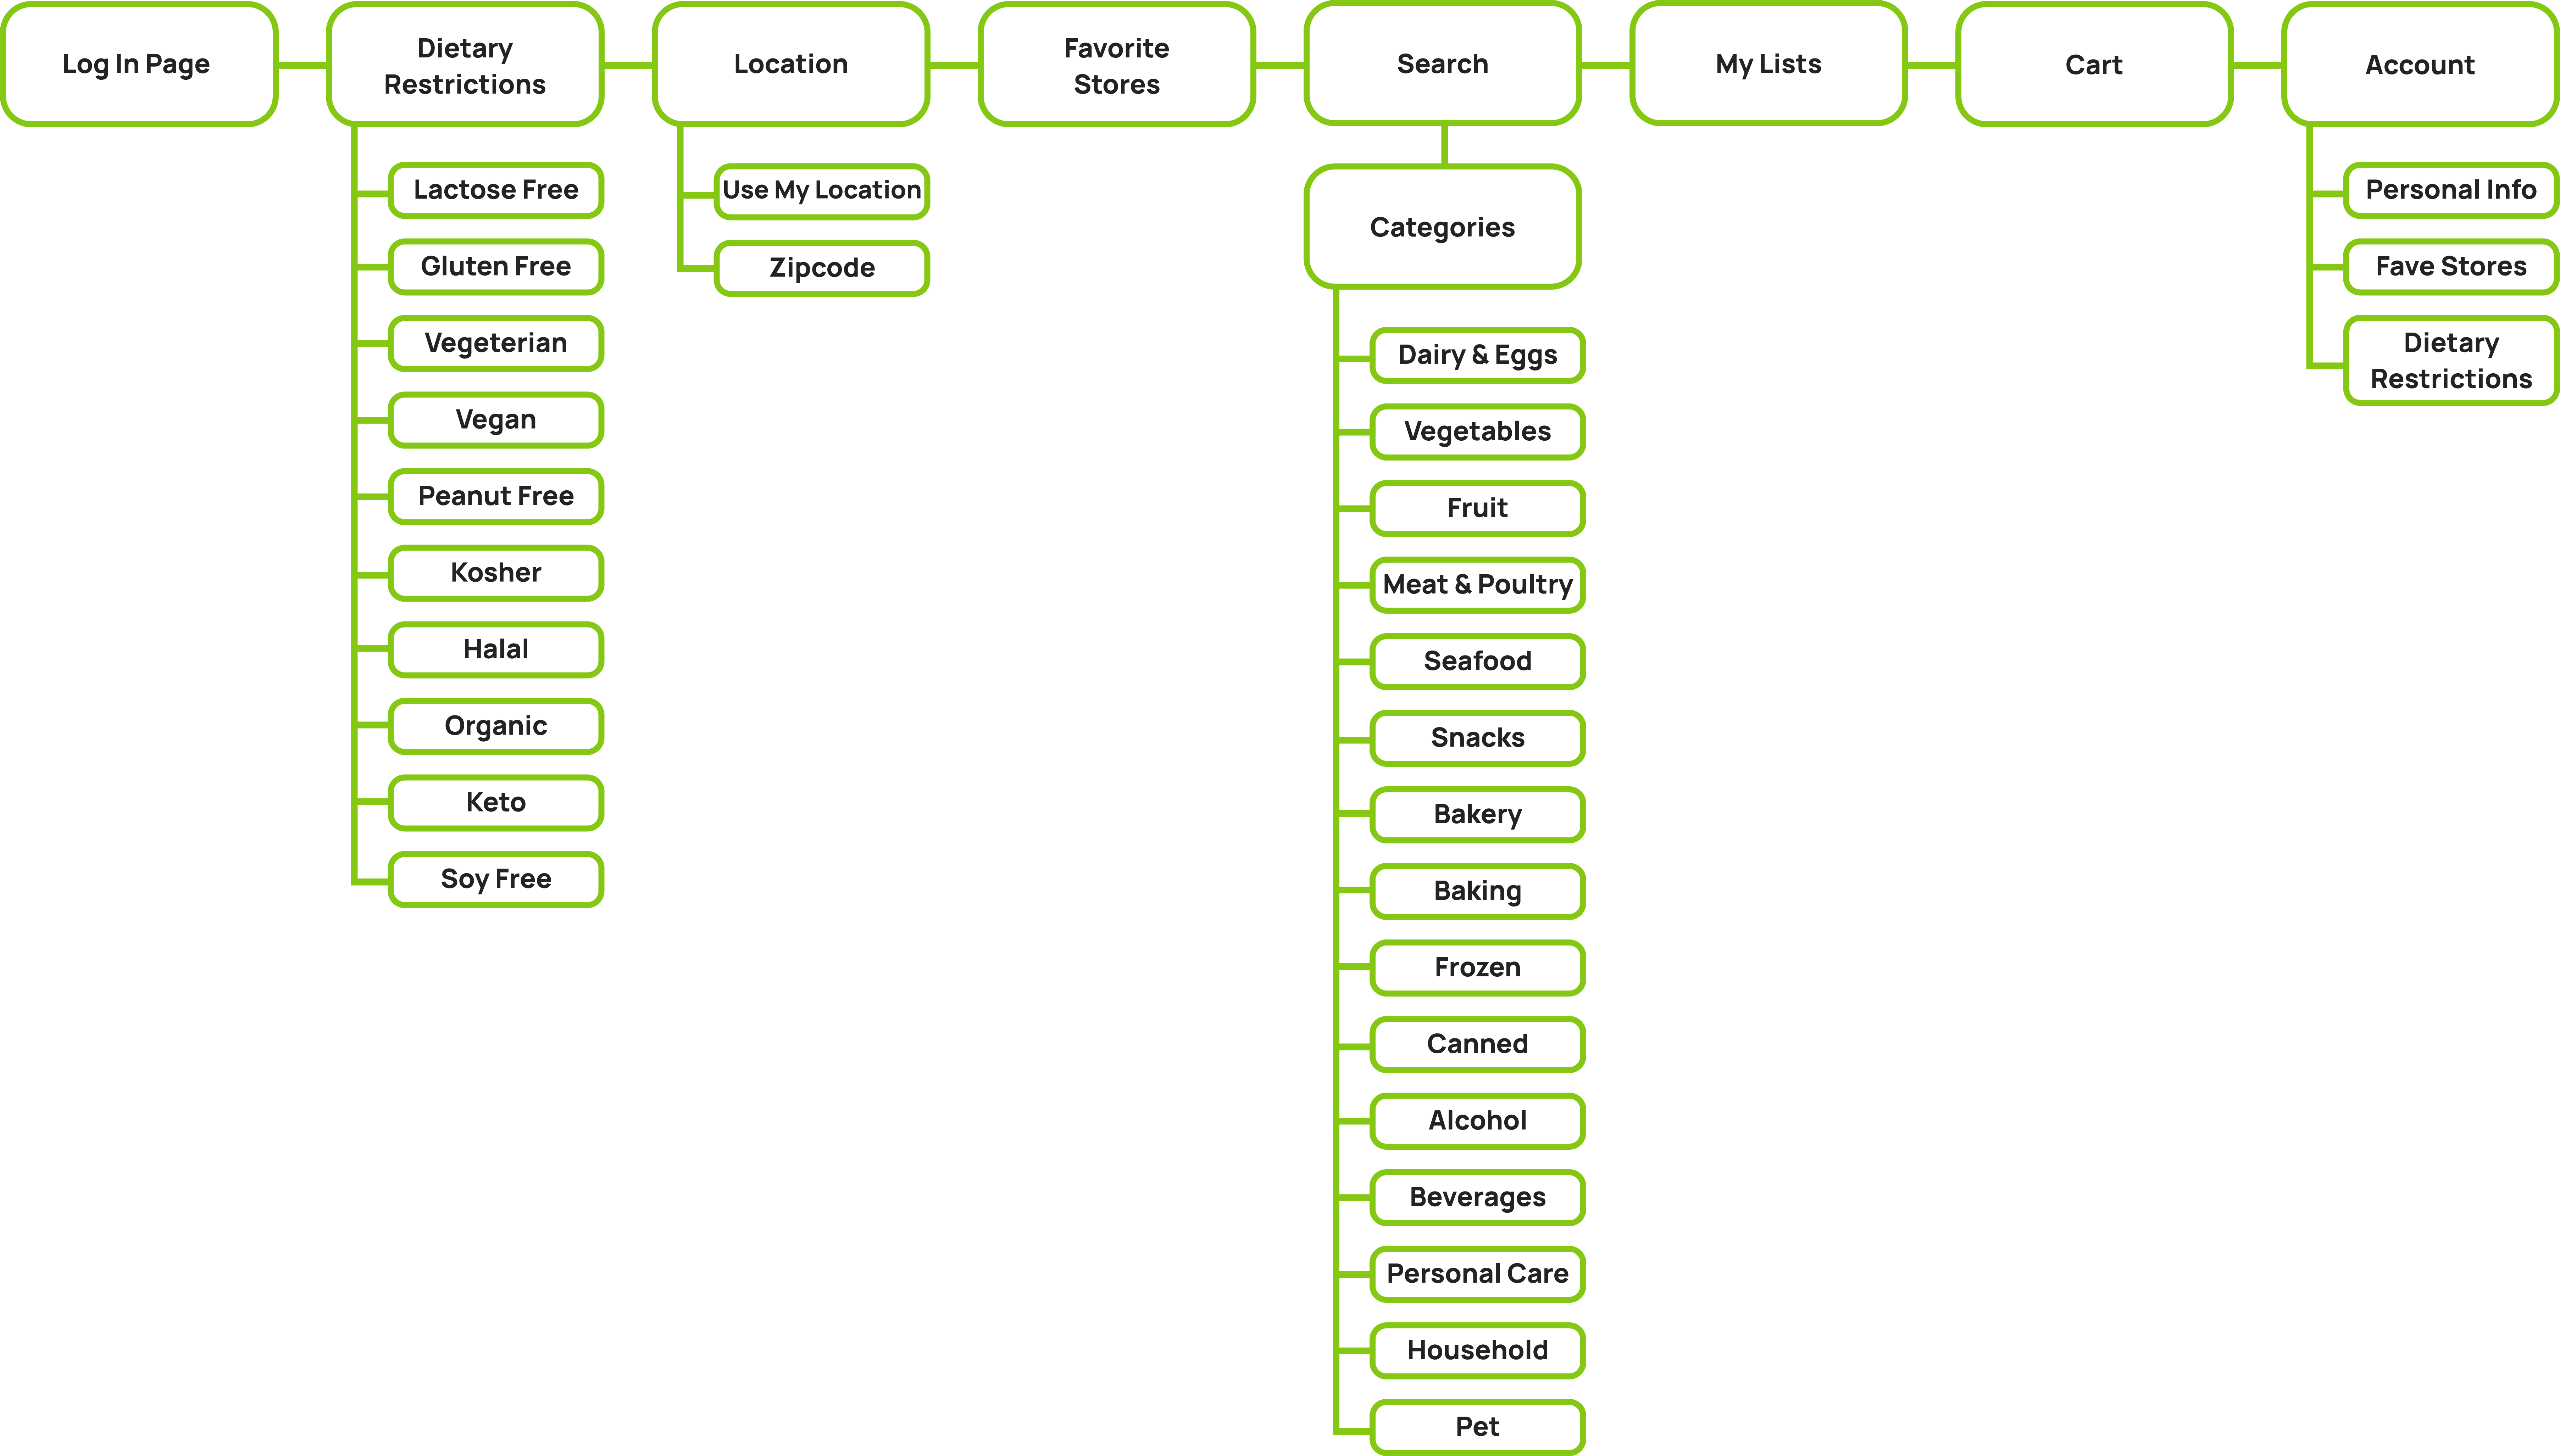 Log In Page
Dietary
Restrictions
Location
Favorite
Stores
Search
My Lists
Cart
Account
Lactose Free
Gluten Free
Vegeterian
Vegan
Peanut Free
Kosher
Halal
Organic
Keto
Soy Free
Use My Location
Zipcode
Categories
Dairy & Eggs
Vegetables
Fruit
Meat & Poultry
Seafood
Snacks
Bakery
Baking
Frozen
Canned
Alcohol
Beverages
Personal Care
Household
Pet
Personal Info
Fave Stores
Dietary
Restrictions